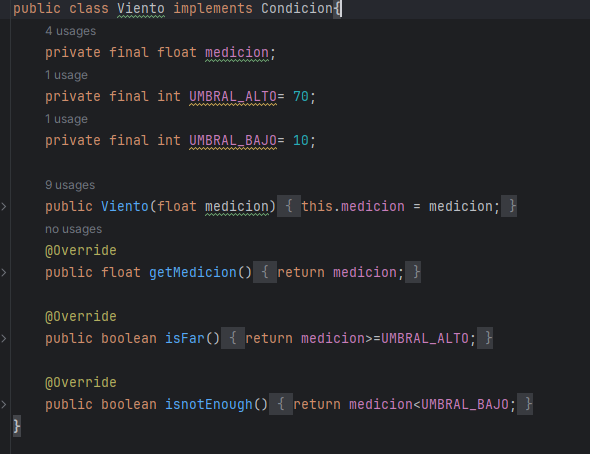 public class Viento implements Condicion{
4 usages
private final float medicion;
1 usage
private final int UMBRAL_ALTO= 70;
1 usage
private final int UMBRAL_BAJO= 10;
9 usages
public Viento(float medicion) { this.medicion = medicion; }
no usages
@Override
public float getMedicion() { return medicion; }
@Override
public boolean isFar() { return medicion>=UMBRAL_ALTO; }
@Override
public boolean isnotEnough() { return medicion<UMBRAL_BAJO; }
}